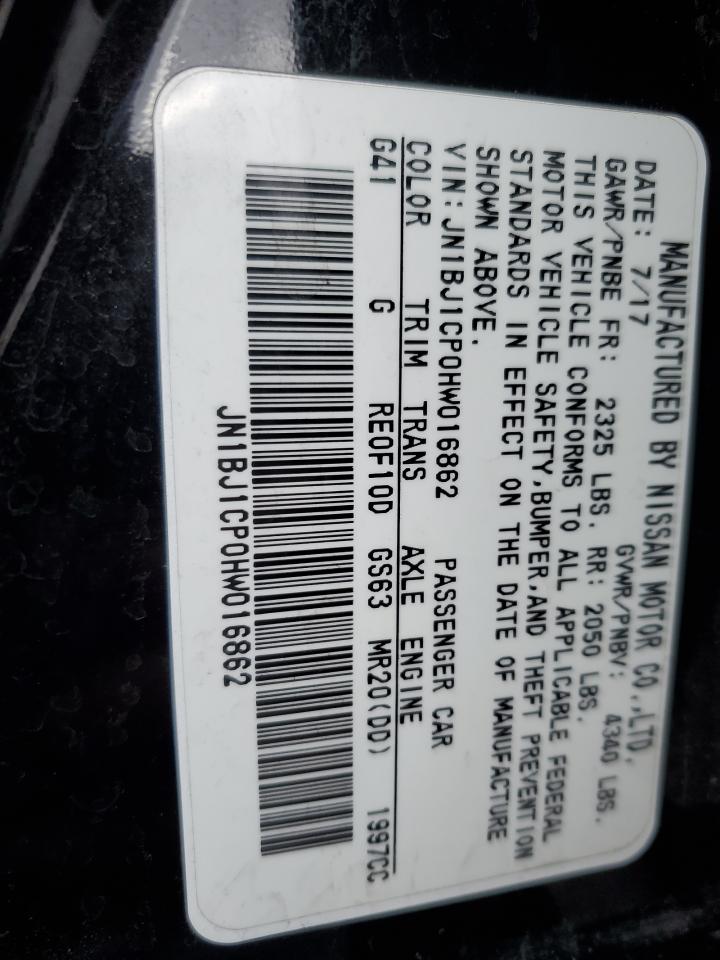 MANUFACTURED BY NISSAN MOTOR CO.,LTD.
DATE: 7/17 GVWR/PNBV: 4340 LBS.
GAWR/PNBE FR: 2325 LBS. RR: 2050 LBS.
THIS VEHICLE CONFORMS TO ALL APPLICABLE FEDERAL
MOTOR VEHICLE SAFETY,BUMPER,AND THEFT PREVENTION
STANDARDS IN EFFECT ON THE DATE OF MANUFACTURE
SHOWN ABOVE.
VIN:JN1BJ1CP0HW016862 PASSENGER CAR
COLOR TRIM TRANS AXLE ENGINE
G41 G RE0F10D GS63 MR20(DD) 1997CC
JN1BJ1CP0HW016862